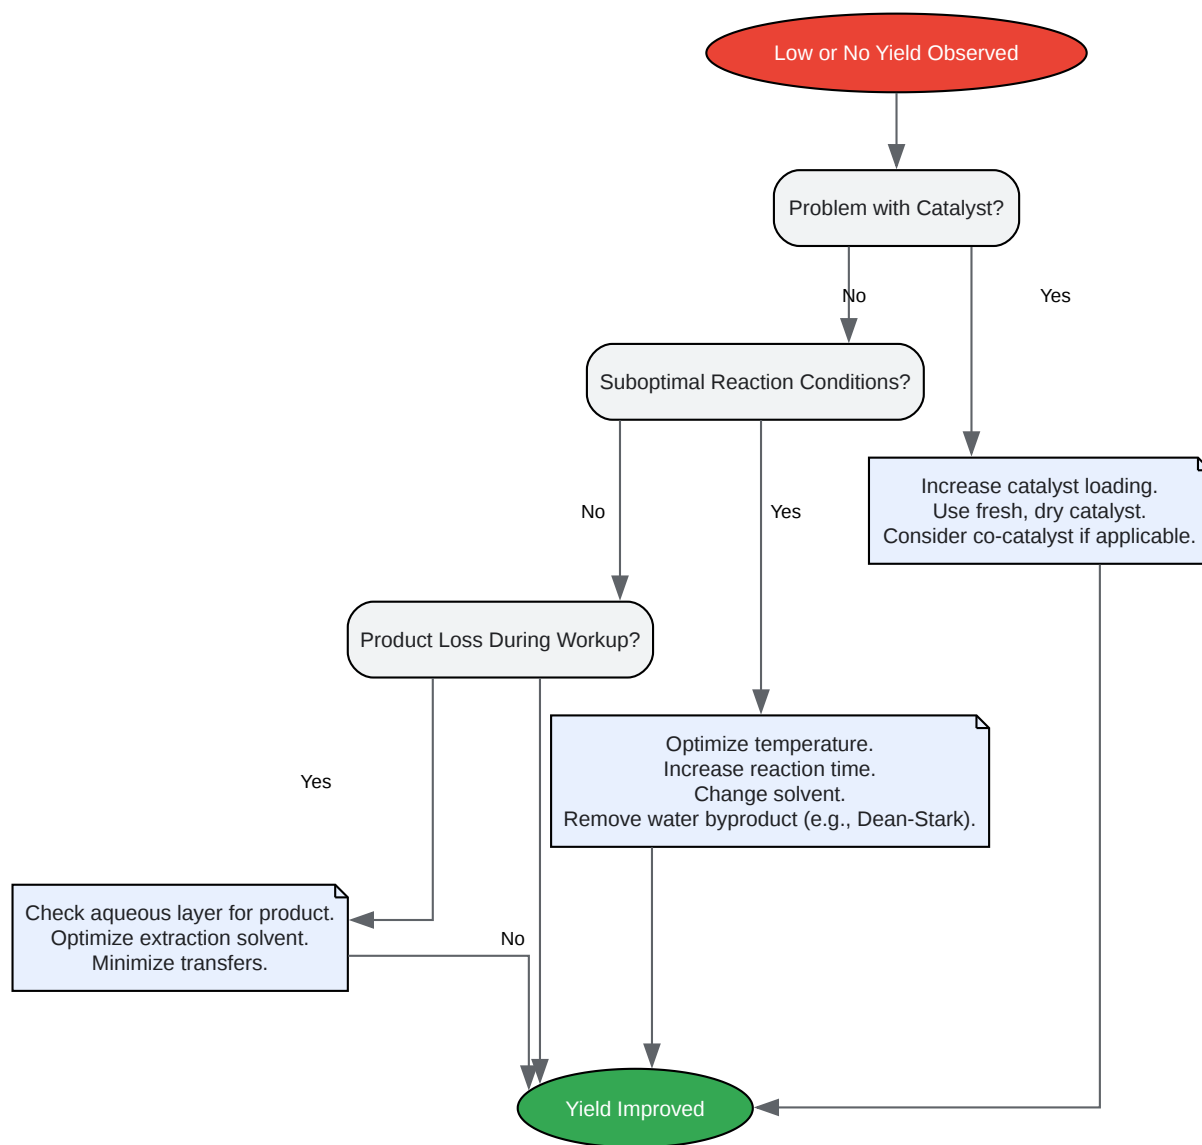 Low or No Yield Observed
Problem with Catalyst?
No
Yes
Suboptimal Reaction Conditions?
Increase catalyst loading.
Use fresh, dry catalyst.
Consider co-catalyst if applicable.
No
Yes
Product Loss During Workup?
Optimize temperature.
Increase reaction time.
Change solvent.
Remove water byproduct (e.g., Dean-Stark).
Yes
Check aqueous layer for product.
Optimize extraction solvent.
Minimize transfers.
No
Yield Improved